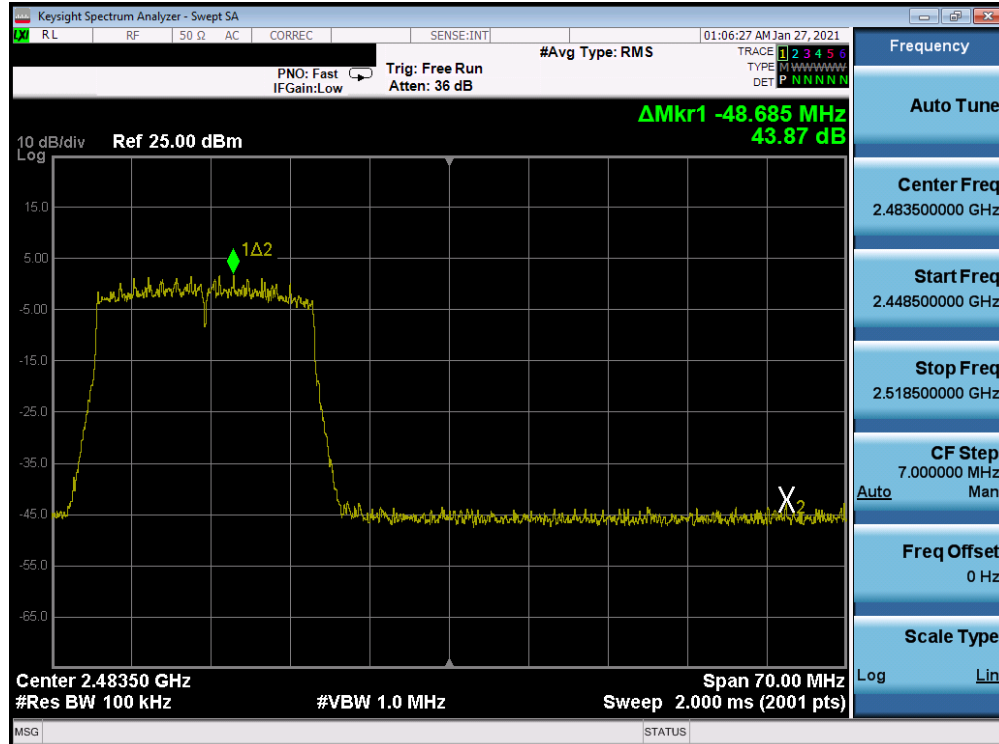 Keysight Spectrum Analyzer - Swept SA
LXI RL RF 50 Ω AC CORREC SENSE:INT 01:06:27 AM Jan 27, 2021
#Avg Type: RMS
TRACE 1 2 3 4 5 6
TYPE M W W W W W
DET P N N N N N
PNO: Fast
IFGain:Low
Trig: Free Run
Atten: 36 dB
ΔMkr1 -48.685 MHz
43.87 dB
10 dB/div
Log
Ref 25.00 dBm
15.0
5.00
-5.00
-15.0
-25.0
-35.0
-45.0
-55.0
-65.0
1Δ2
X2
Center 2.48350 GHz
Span 70.00 MHz
#Res BW 100 kHz
#VBW 1.0 MHz
Sweep 2.000 ms (2001 pts)
MSG
STATUS
Frequency
Auto Tune
Center Freq
2.483500000 GHz
Start Freq
2.448500000 GHz
Stop Freq
2.518500000 GHz
CF Step
7.000000 MHz
Auto Man
Freq Offset
0 Hz
Scale Type
Log Lin